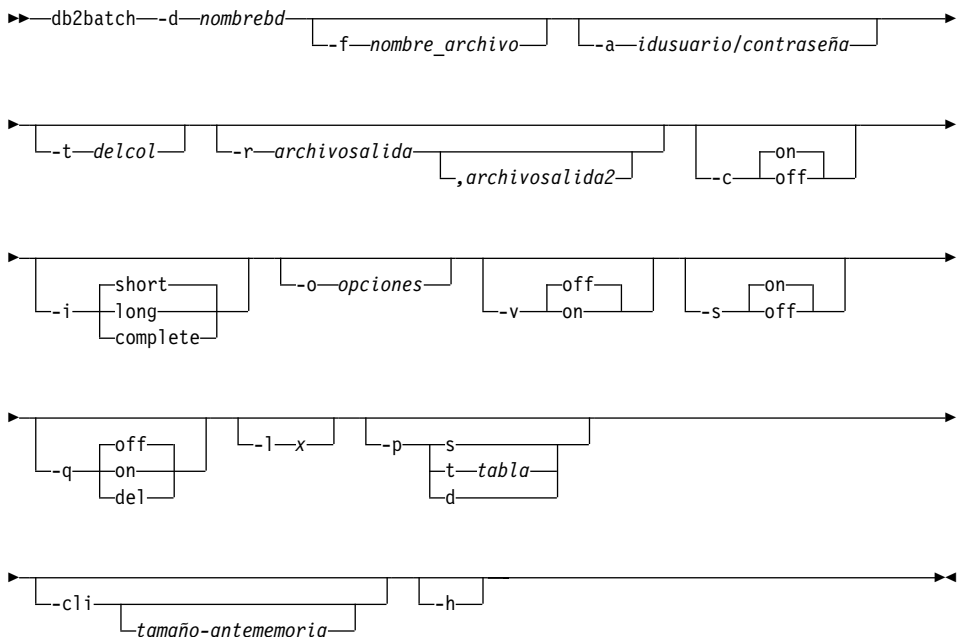 db2batch -d nombrebd
-f nombre_archivo
-a idusuario/contraseña
-t delcol
-r archivosalida
,archivosalida2
-c
on
off
-i
short
long
complete
-o opciones
-v
off
on
-s
on
off
-q
off
on
del
-l x
-p
s
t tabla
d
-cli
tamaño-antememoria
-h